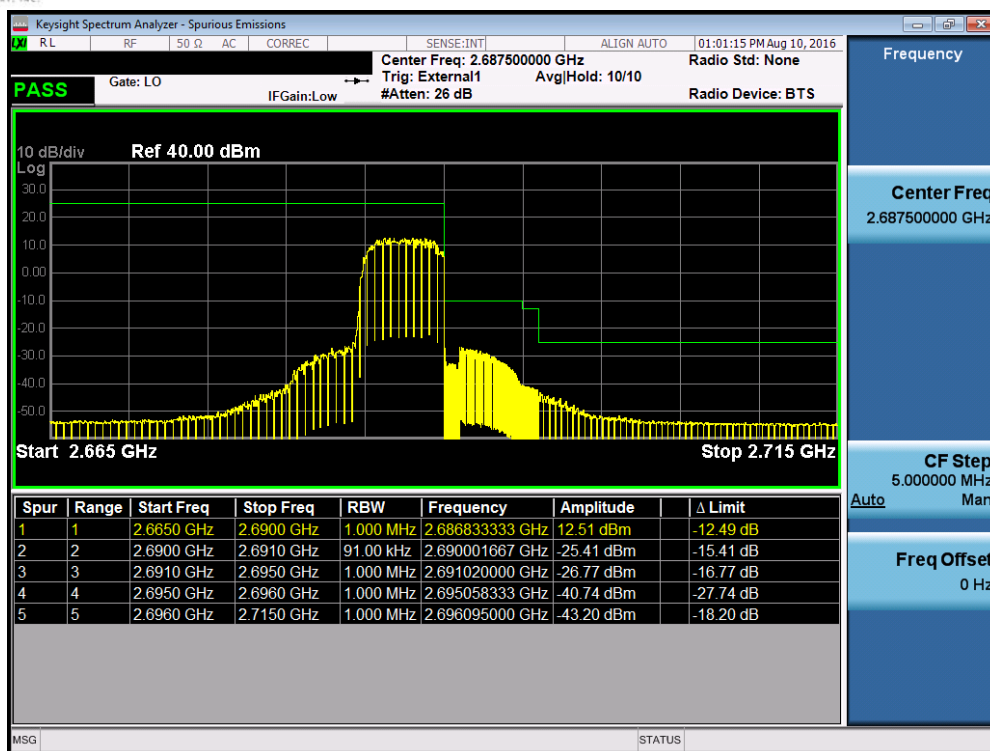 Keysight Spectrum Analyzer - Spurious Emissions
LXI RL RF 50 Ω AC CORREC SENSE:INT ALIGN AUTO 01:01:15 PM Aug 10, 2016
Center Freq: 2.687500000 GHz Radio Std: None
Gate: LO Trig: External1 Avg|Hold: 10/10
PASS IFGain:Low #Atten: 26 dB Radio Device: BTS
10 dB/div Ref 40.00 dBm
Log
30.0
20.0
10.0
0.00
-10.0
-20.0
-30.0
-40.0
-50.0
Start 2.665 GHz Stop 2.715 GHz
Spur Range Start Freq Stop Freq RBW Frequency Amplitude Δ Limit
1 1 2.6650 GHz 2.6900 GHz 1.000 MHz 2.686833333 GHz 12.51 dBm -12.49 dB
2 2 2.6900 GHz 2.6910 GHz 91.00 kHz 2.690001667 GHz -25.41 dBm -15.41 dB
3 3 2.6910 GHz 2.6950 GHz 1.000 MHz 2.691020000 GHz -26.77 dBm -16.77 dB
4 4 2.6950 GHz 2.6960 GHz 1.000 MHz 2.695058333 GHz -40.74 dBm -27.74 dB
5 5 2.6960 GHz 2.7150 GHz 1.000 MHz 2.696095000 GHz -43.20 dBm -18.20 dB
MSG STATUS
Frequency
Center Freq
2.687500000 GHz
CF Step
5.000000 MHz
Auto Man
Freq Offset
0 Hz